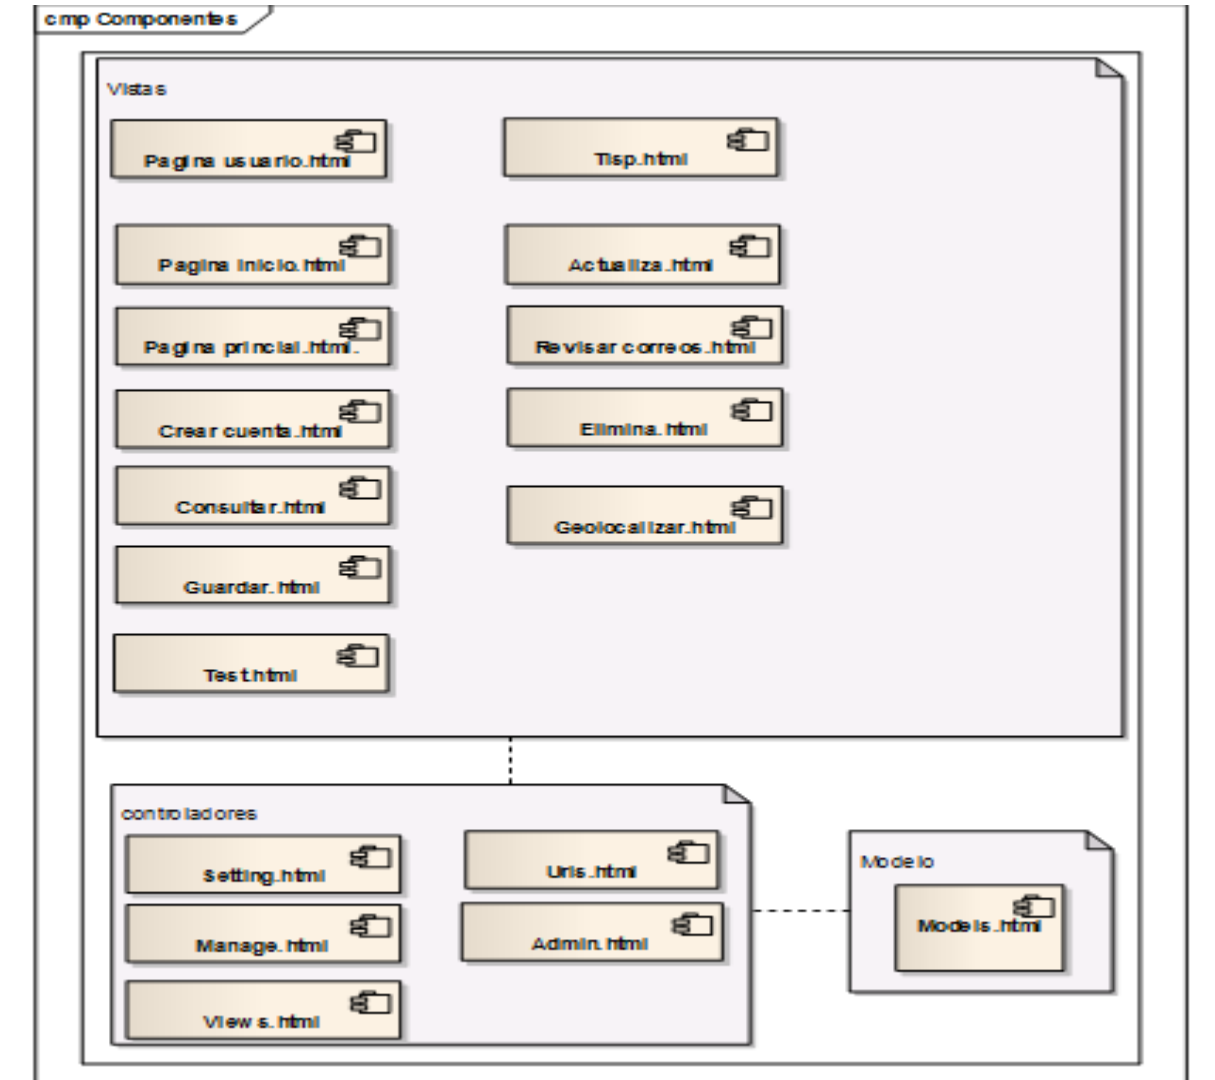 cmp Componentes
Vistas
Pagina usuario.html
Tisp.html
Pagina inicio.html
Actualiza.html
Pagina princial.html.
Revisar correos.html
Crear cuenta.html
Elimina.html
Consultar.html
Geolocalizar.html
Guardar.html
Test.html
controladores
Setting.html
Urls.html
Manage.html
Admin.html
Views.html
Modelo
Models.html